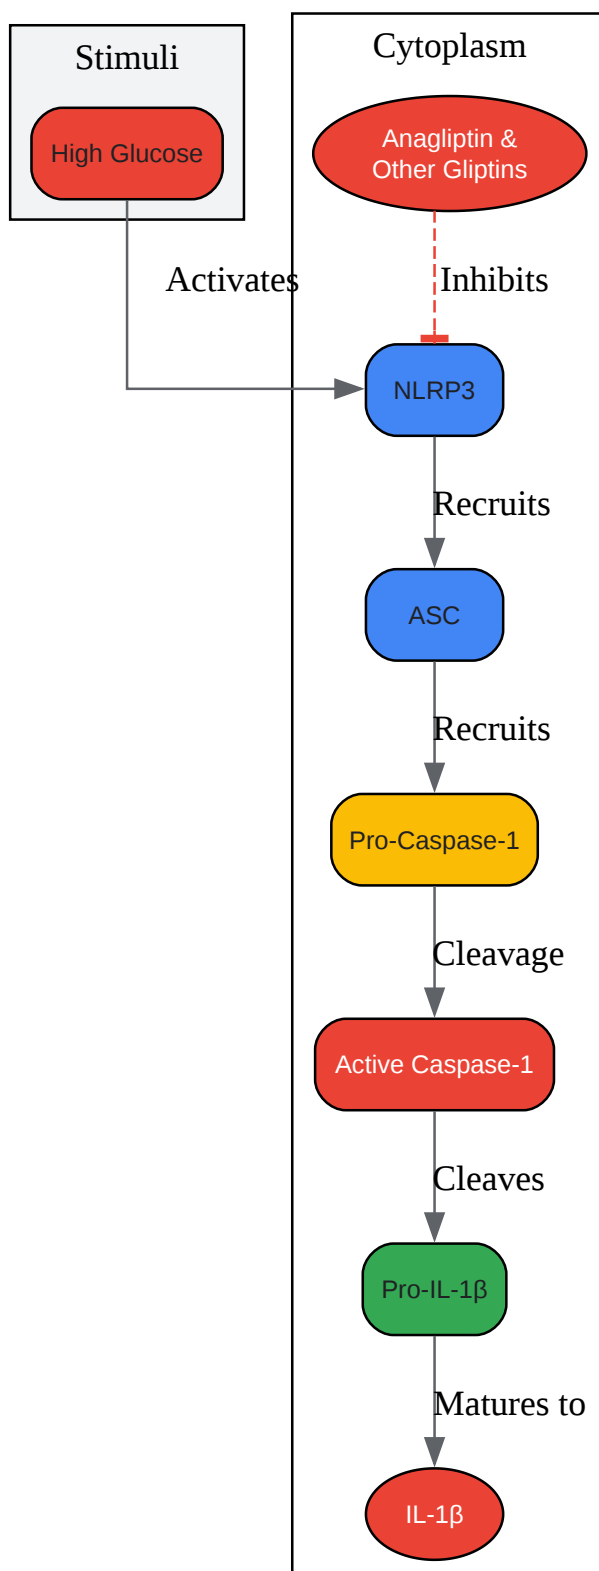 Stimuli
Cytoplasm
High Glucose
Anagliptin &
Other Gliptins
Activates
Inhibits
NLRP3
Recruits
ASC
Recruits
Pro-Caspase-1
Cleavage
Active Caspase-1
Cleaves
Pro-IL-1β
Matures to
IL-1β